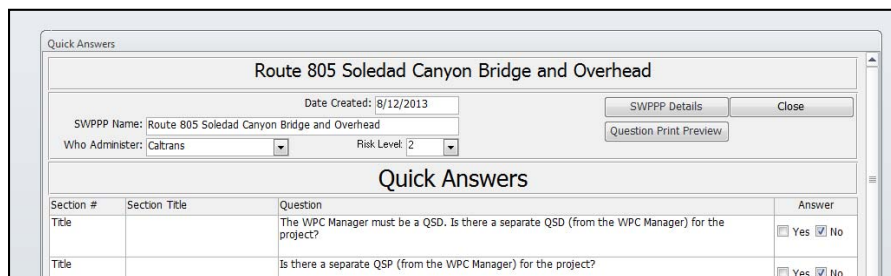 Quick Answers
Route 805 Soledad Canyon Bridge and Overhead
Date Created: 8/12/2013
SWPPP Details
Close
SWPPP Name: Route 805 Soledad Canyon Bridge and Overhead
Question Print Preview
Who Administer: Caltrans
Risk Level: 2
Quick Answers
Section # Section Title Question Answer
Title The WPC Manager must be a QSD. Is there a separate QSD (from the WPC Manager) for the
project?
Yes No
Title Is there a separate QSP (from the WPC Manager) for the project?
Yes No